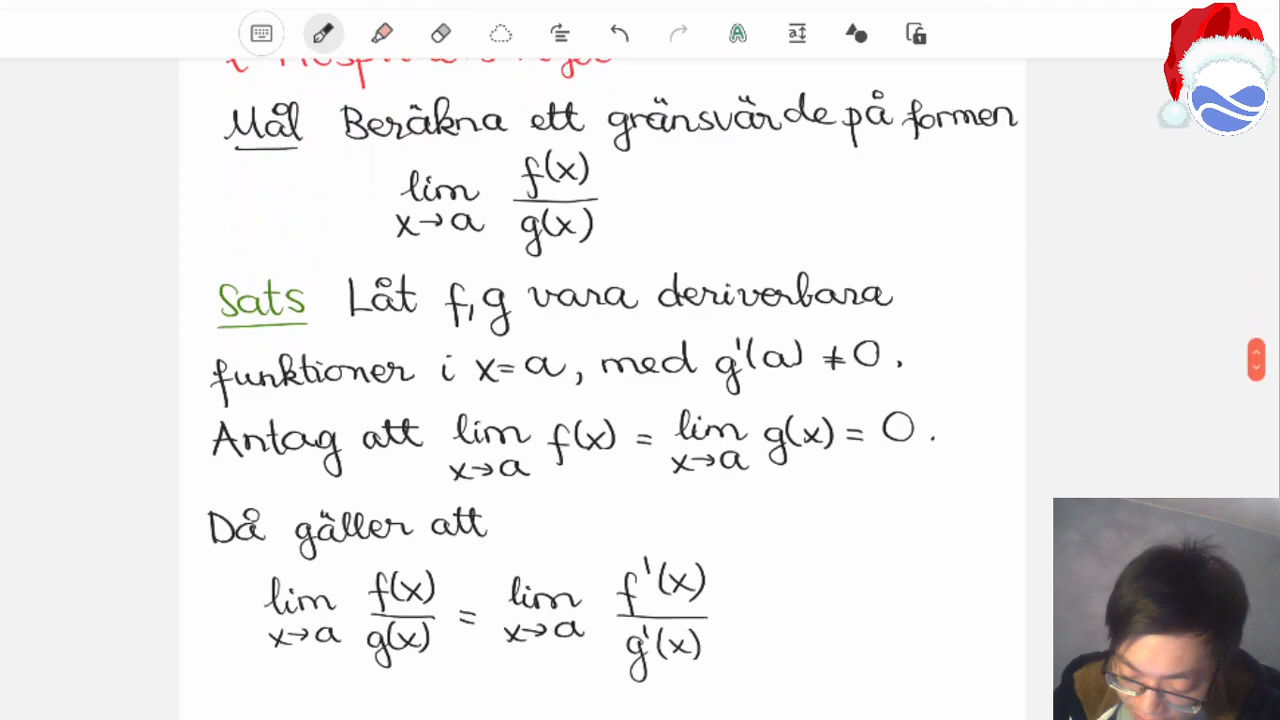 Mål Beräkna ett gränsvärde på formen
lim x→a f(x)/g(x)
Sats Låt f,g vara deriverbara
funktioner i x=a, med g'(a) ≠0.
Antag att lim x→a f(x) = lim x→a g(x) = 0.
Då gäller att
lim x→a f(x)/g(x) = lim x→a f'(x)/g'(x)